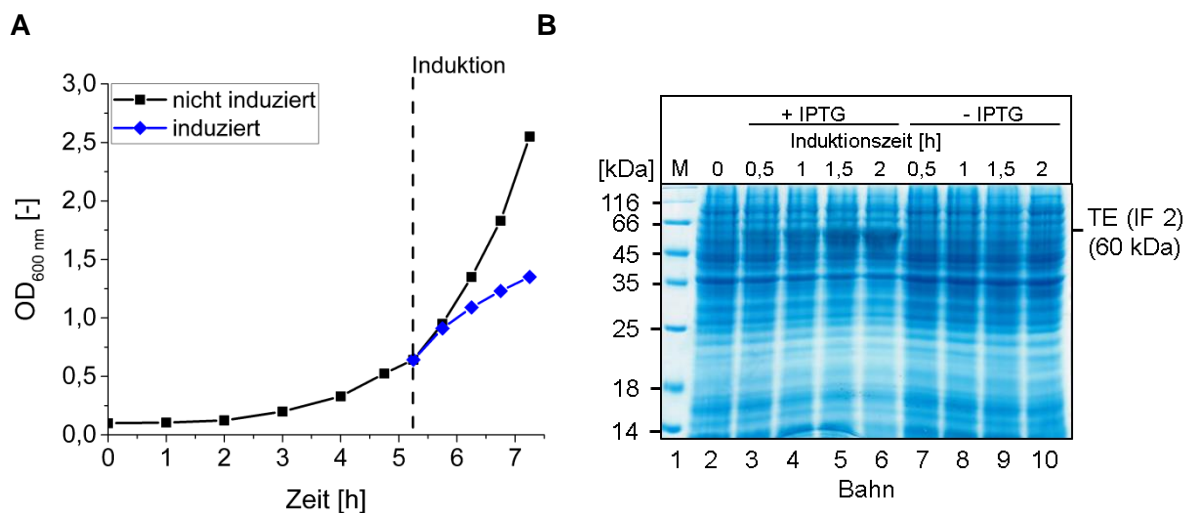 A
Induktion
3,0
2,5
2,0
1,5
1,0
0,5
0,0
OD600 nm [-]
nicht induziert
induziert
0 1 2 3 4 5 6 7
Zeit [h]
B
+ IPTG - IPTG
Induktionszeit [h]
[kDa] M 0 0,5 1 1,5 2 0,5 1 1,5 2
116
66
45
35
25
18
14
TE (IF 2)
(60 kDa)
1 2 3 4 5 6 7 8 9 10
Bahn